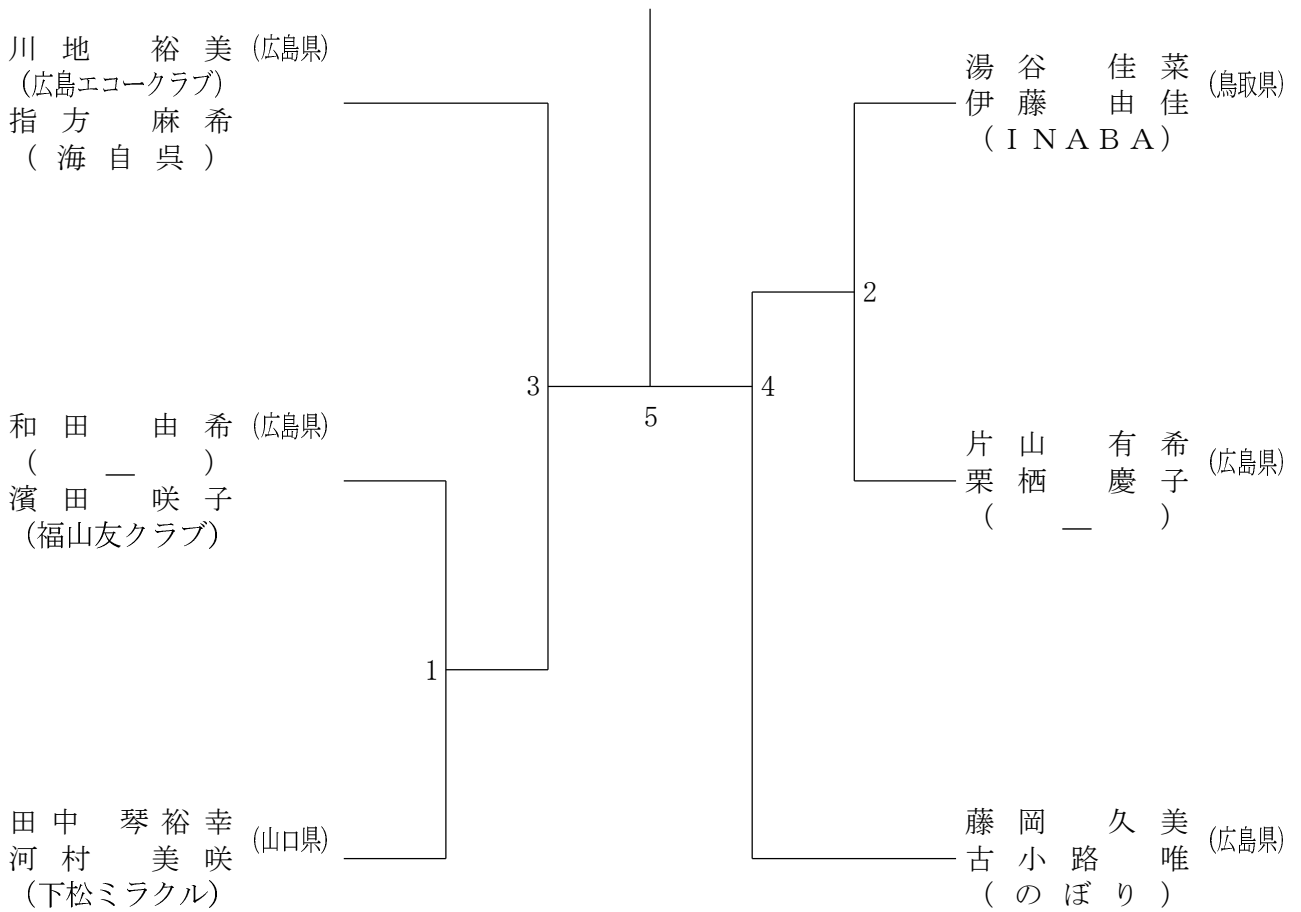 川地 裕美 (広島県)
(広島エコークラブ)
指方 麻希
(海自呉)
3
和田 由希 (広島県)
( ― )
濱田 咲子
(福山友クラブ)
1
田中 琴裕幸
河村 美咲 (山口県)
(下松ミラクル)
5
湯谷 佳菜
伊藤 由佳 (鳥取県)
(ＩＮＡＢＡ)
2
4
片山 有希
栗栖 慶子 (広島県)
( ― )
藤岡 久美
古小路 唯 (広島県)
(のぼり)